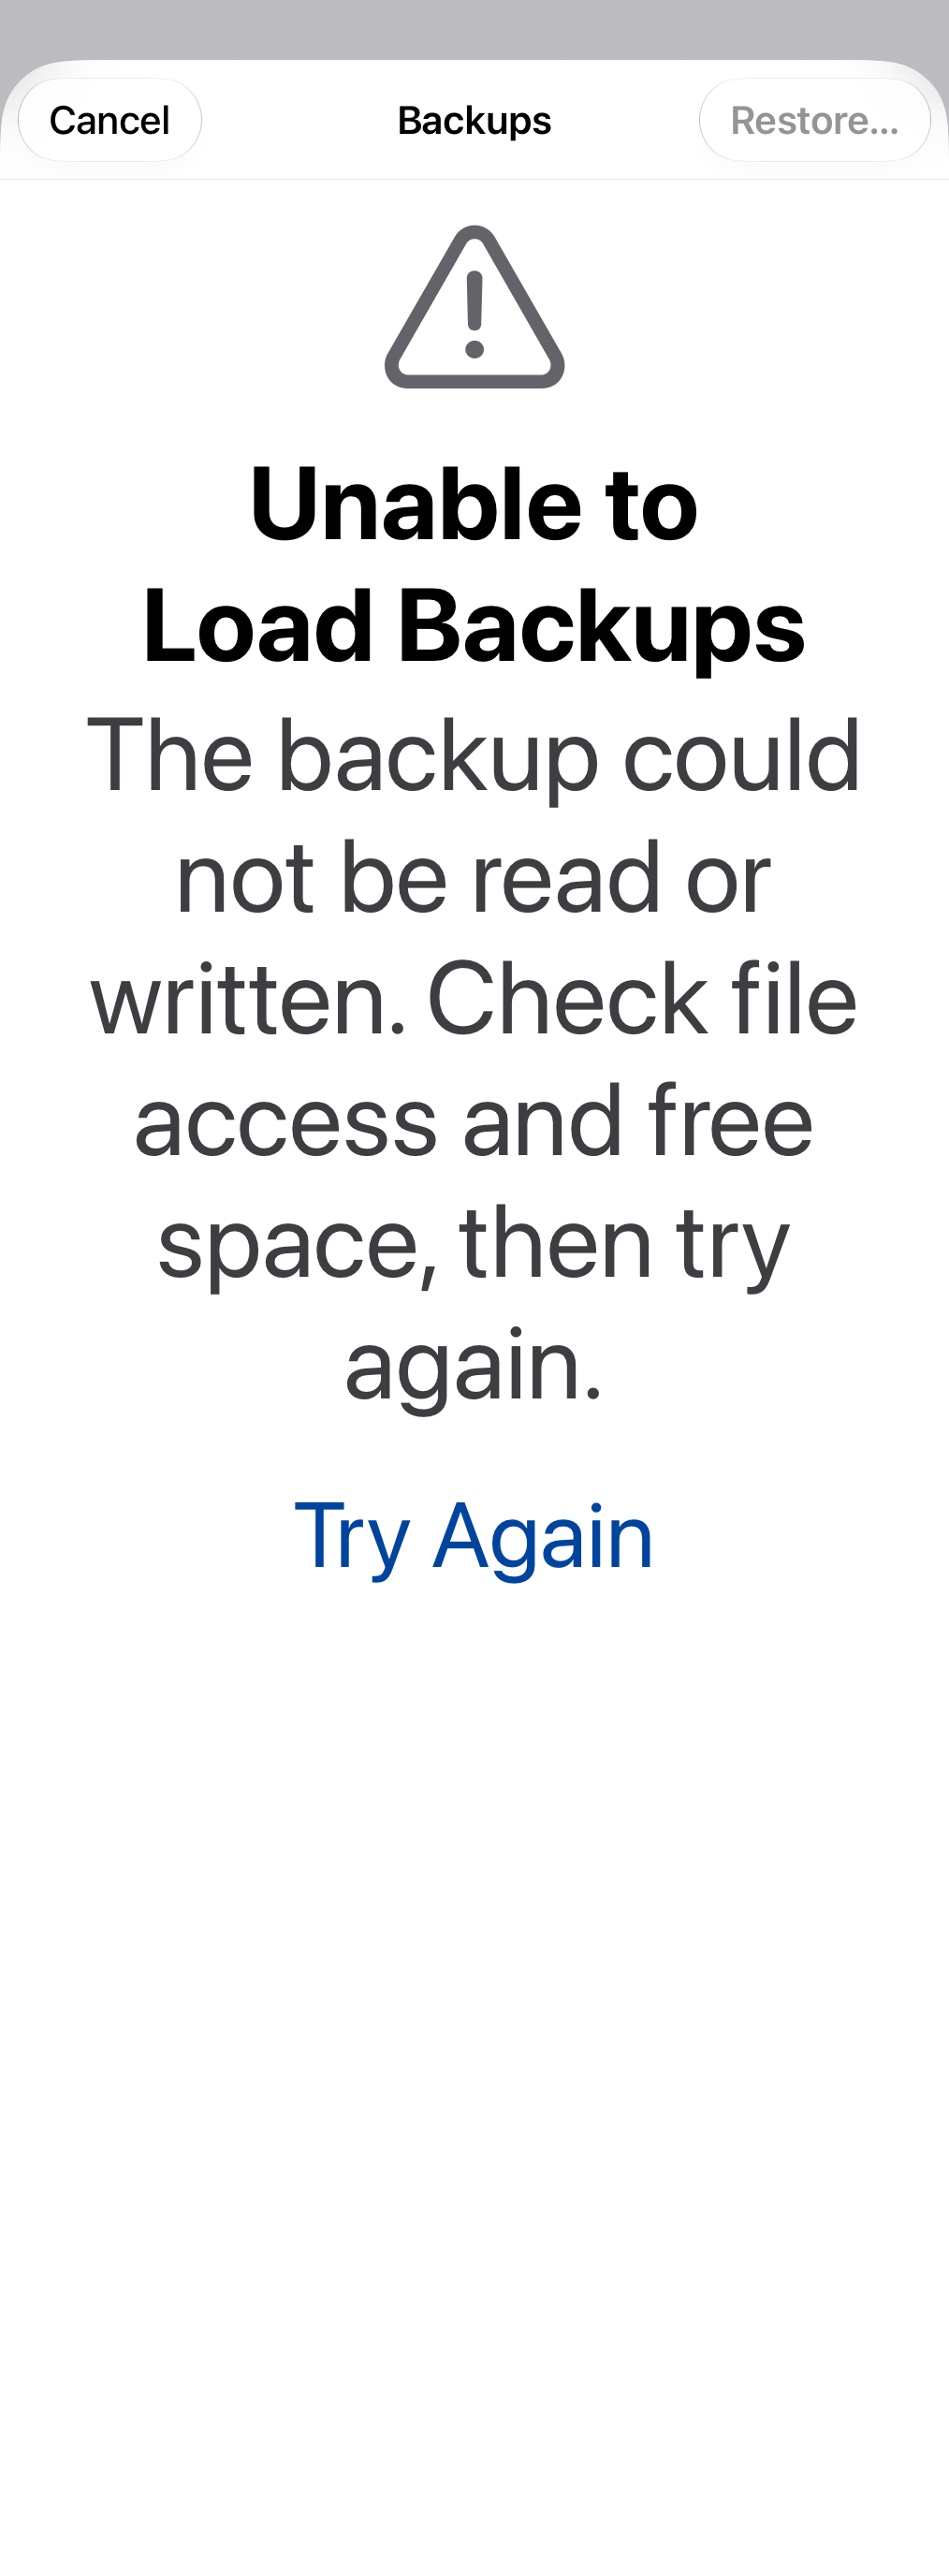 Cancel
Backups
Restore...
Unable to
Load Backups
The backup could
not be read or
written. Check file
access and free
space, then try
again.
Try Again